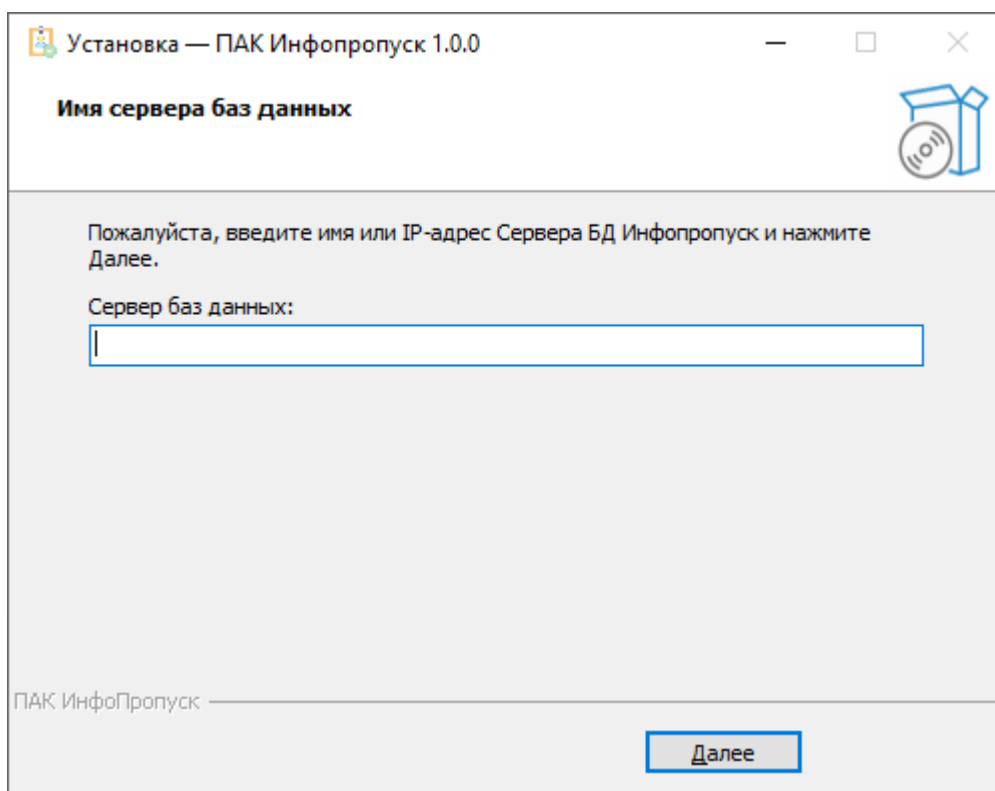 Установка — ПАК Инфопропуск 1.0.0
Имя сервера баз данных
Пожалуйста, введите имя или IP-адрес Сервера БД Инфопропуск и нажмите
Далее.
Сервер баз данных:
ПАК ИнфоПропуск
Далее